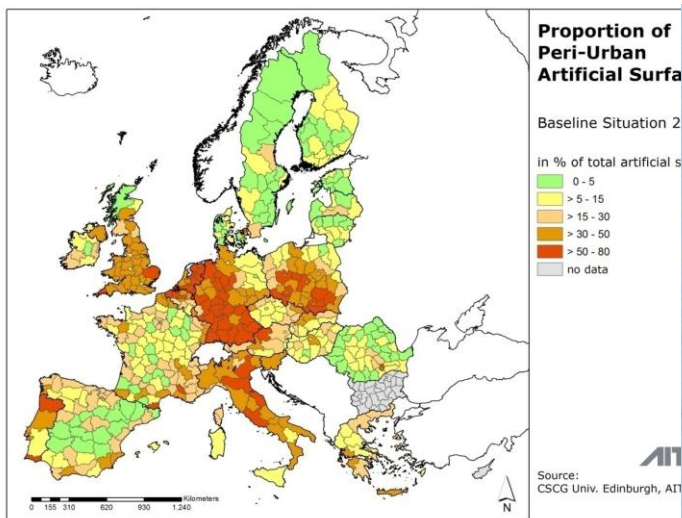 Proportion of
Peri-Urban
Artificial Surfa
Baseline Situation 2
in % of total artificial s
0 - 5
> 5 - 15
> 15 - 30
> 30 - 50
> 50 - 80
no data
Kilometers
0 155 310 620 930 1.240
N
AIT
Source:
CSCG Univ. Edinburgh, AIT